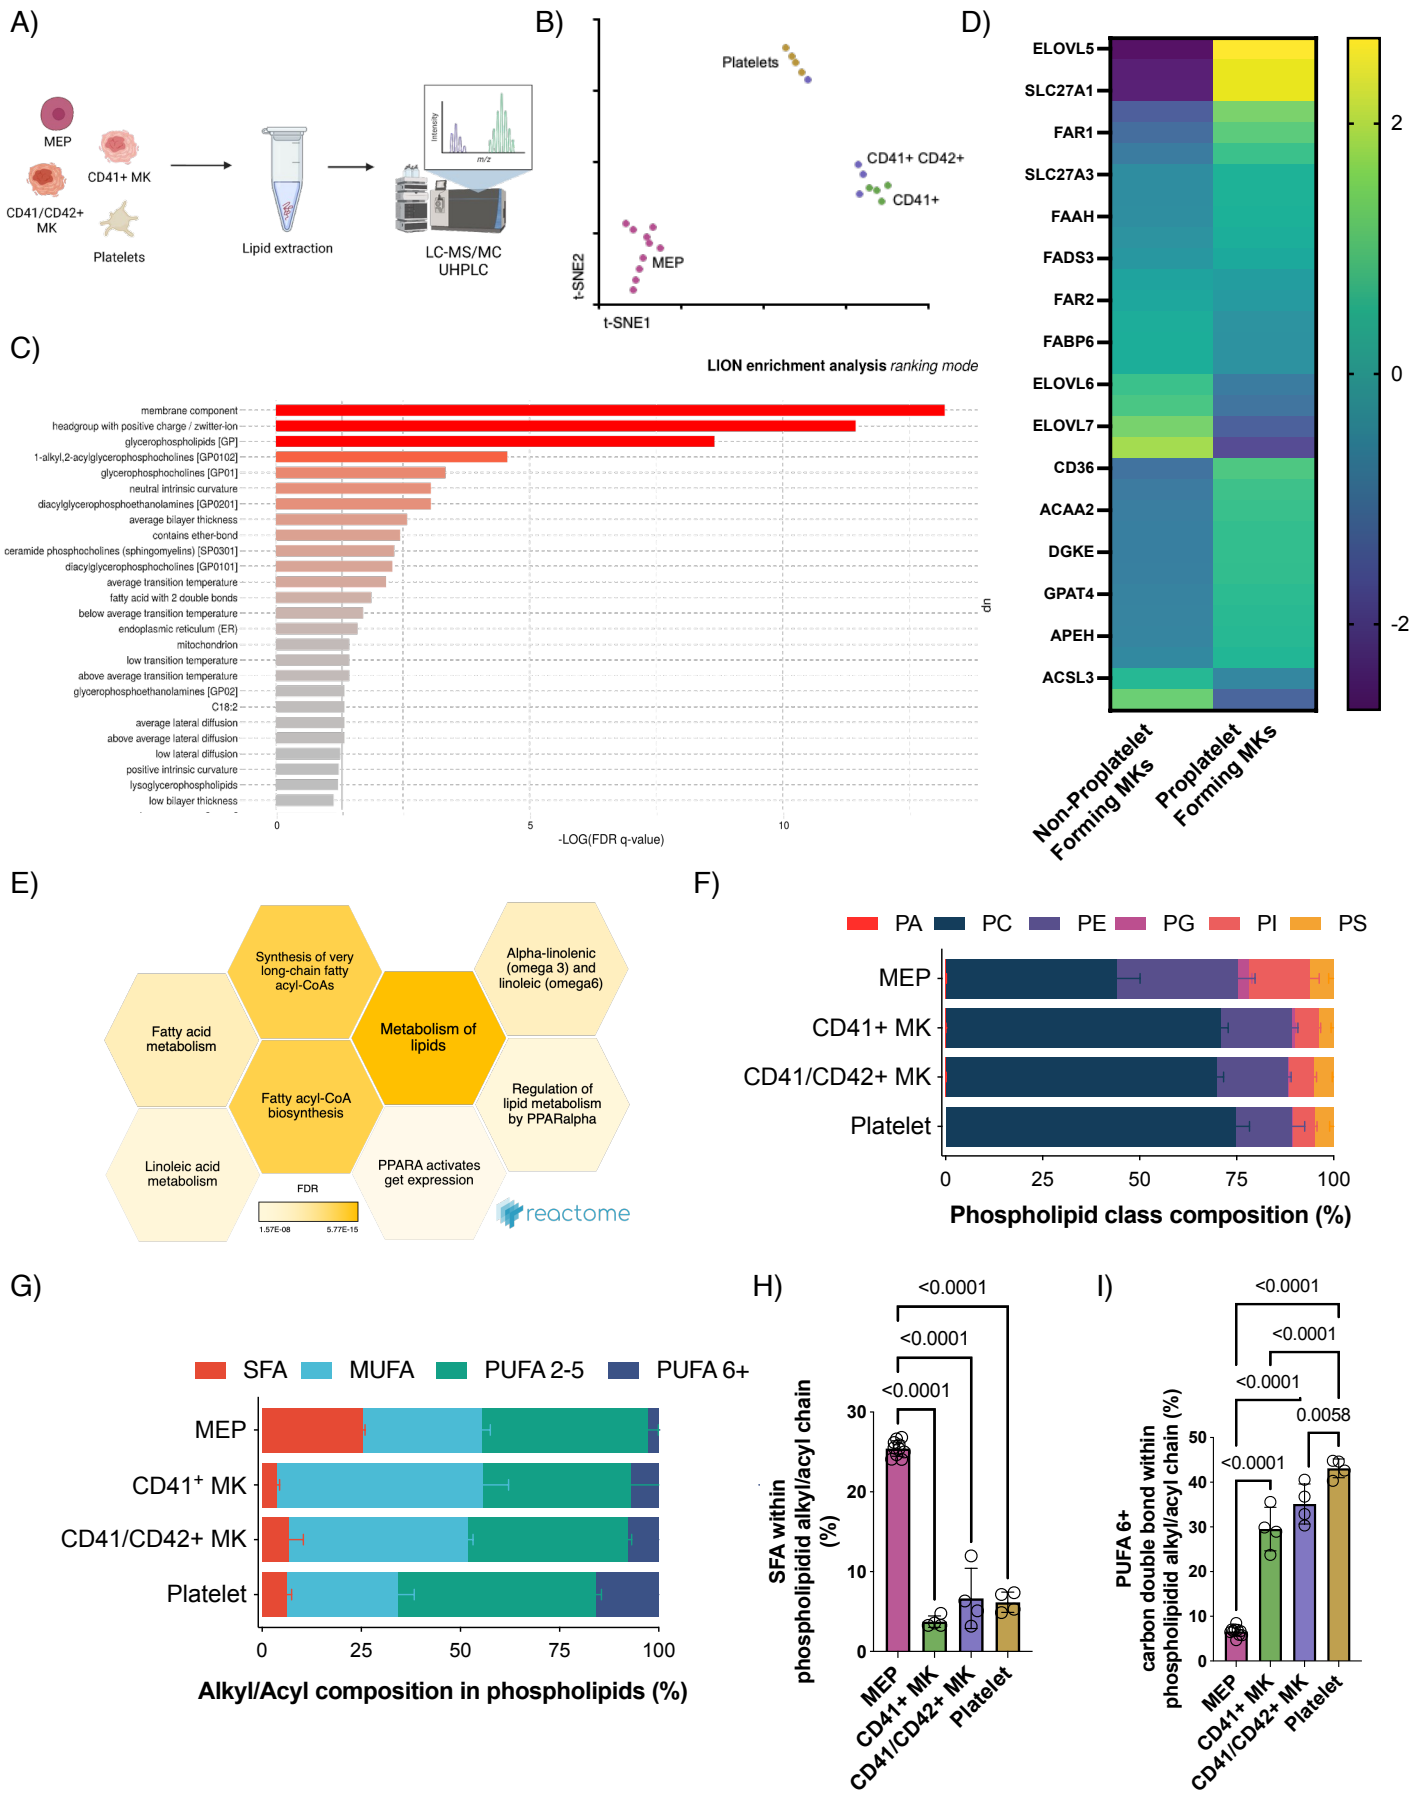 A)
MEP
CD41+ MK
CD41/CD42+
MK
Platelets
Lipid extraction
Intensity
m/z
LC-MS/MC
UHPLC
B)
Platelets
CD41+ CD42+
CD41+
MEP
t-SNE2
t-SNE1
C)
LION enrichment analysis ranking mode
membrane component
headgroup with positive charge / zwitter-ion
glycerophospholipids [GP]
1-alkyl,2-acylglycerophosphocholines [GP0102]
glycerophosphocholines [GP01]
neutral intrinsic curvature
diacylglycerophosphoethanolamines [GP0201]
average bilayer thickness
contains ether-bond
ceramide phosphocholines (sphingomyelins) [SP0301]
diacylglycerophosphocholines [GP0101]
average transition temperature
fatty acid with 2 double bonds
below average transition temperature
endoplasmic reticulum (ER)
mitochondrion
low transition temperature
above average transition temperature
glycerophosphoethanolamines [GP02]
C18:2
average lateral diffusion
above average lateral diffusion
low lateral diffusion
positive intrinsic curvature
lysoglycerophospholipids
low bilayer thickness
up
0 5 10
-LOG(FDR q-value)
D)
ELOVL5
SLC27A1
FAR1
SLC27A3
FAAH
FADS3
FAR2
FABP6
ELOVL6
ELOVL7
CD36
ACAA2
DGKE
GPAT4
APEH
ACSL3
2
0
-2
Non-Proplatelet
Forming MKs
Proplatelet
Forming MKs
E)
Synthesis of very
long-chain fatty
acyl-CoAs
Alpha-linolenic
(omega 3) and
linoleic (omega6)
Fatty acid
metabolism
Metabolism of
lipids
Fatty acyl-CoA
biosynthesis
Regulation of
lipid metabolism
by PPARalpha
Linoleic acid
metabolism
PPARA activates
get expression
FDR
1.57E-08 5.77E-15
reactome
F)
PA PC PE PG PI PS
MEP
CD41+ MK
CD41/CD42+ MK
Platelet
0 25 50 75 100
Phospholipid class composition (%)
G)
SFA MUFA PUFA 2-5 PUFA 6+
MEP
CD41+ MK
CD41/CD42+ MK
Platelet
0 25 50 75 100
Alkyl/Acyl composition in phospholipids (%)
H)
<0.0001
<0.0001
<0.0001
30
20
10
0
SFA within
phospholipidid alkyl/acyl chain
(%)
MEP
CD41+ MK
CD41/CD42+ MK
Platelet
I)
<0.0001
<0.0001
<0.0001
0.0058
<0.0001
50
40
30
20
10
0
PUFA 6+
carbon double bond within
phospholipidid alkyl/acyl chain (%)
MEP
CD41+ MK
CD41/CD42+ MK
Platelet